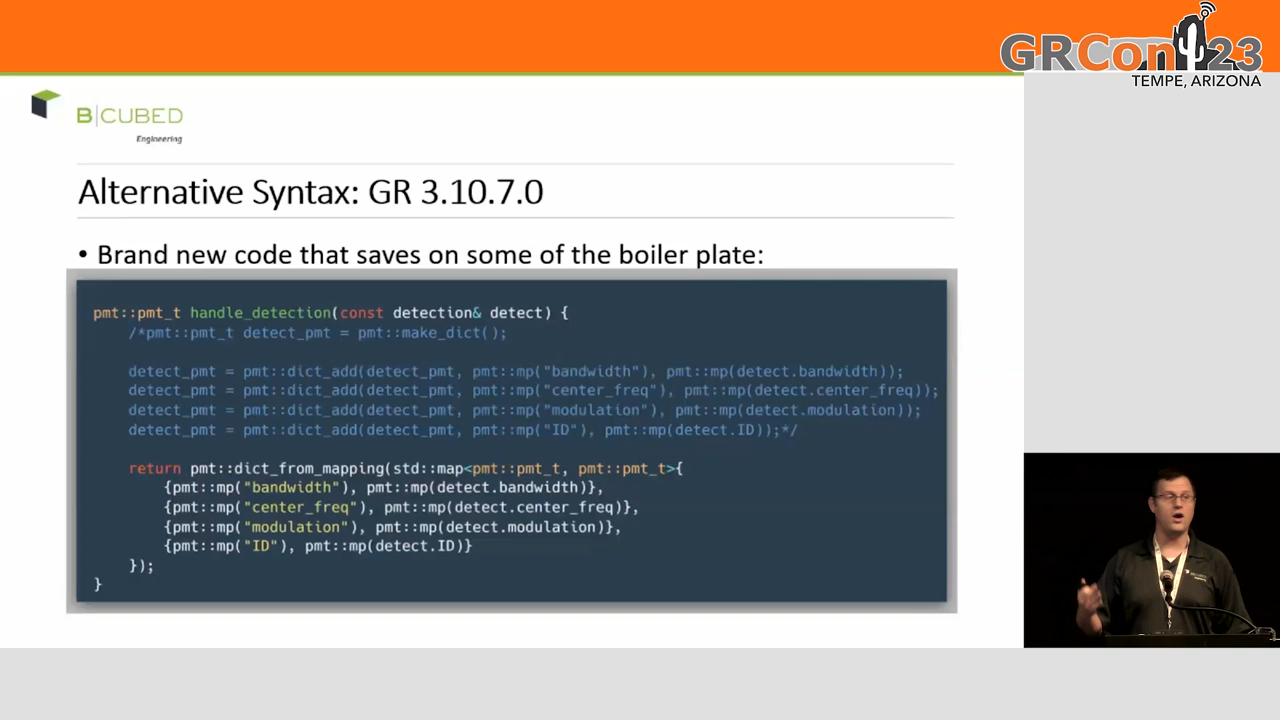 GRCon 23
TEMPE, ARIZONA
B|CUBED
Engineering
Alternative Syntax: GR 3.10.7.0
• Brand new code that saves on some of the boiler plate:
pmt::pmt_t handle_detection(const detection& detect) {
/*pmt::pmt_t detect_pmt = pmt::make_dict();
detect_pmt = pmt::dict_add(detect_pmt, pmt::mp("bandwidth"), pmt::mp(detect.bandwidth));
detect_pmt = pmt::dict_add(detect_pmt, pmt::mp("center_freq"), pmt::mp(detect.center_freq));
detect_pmt = pmt::dict_add(detect_pmt, pmt::mp("modulation"), pmt::mp(detect.modulation));
detect_pmt = pmt::dict_add(detect_pmt, pmt::mp("ID"), pmt::mp(detect.ID));*/
return pmt::dict_from_mapping(std::map<pmt::pmt_t, pmt::pmt_t>{
{pmt::mp("bandwidth"), pmt::mp(detect.bandwidth)},
{pmt::mp("center_freq"), pmt::mp(detect.center_freq)},
{pmt::mp("modulation"), pmt::mp(detect.modulation)},
{pmt::mp("ID"), pmt::mp(detect.ID)}
});
}